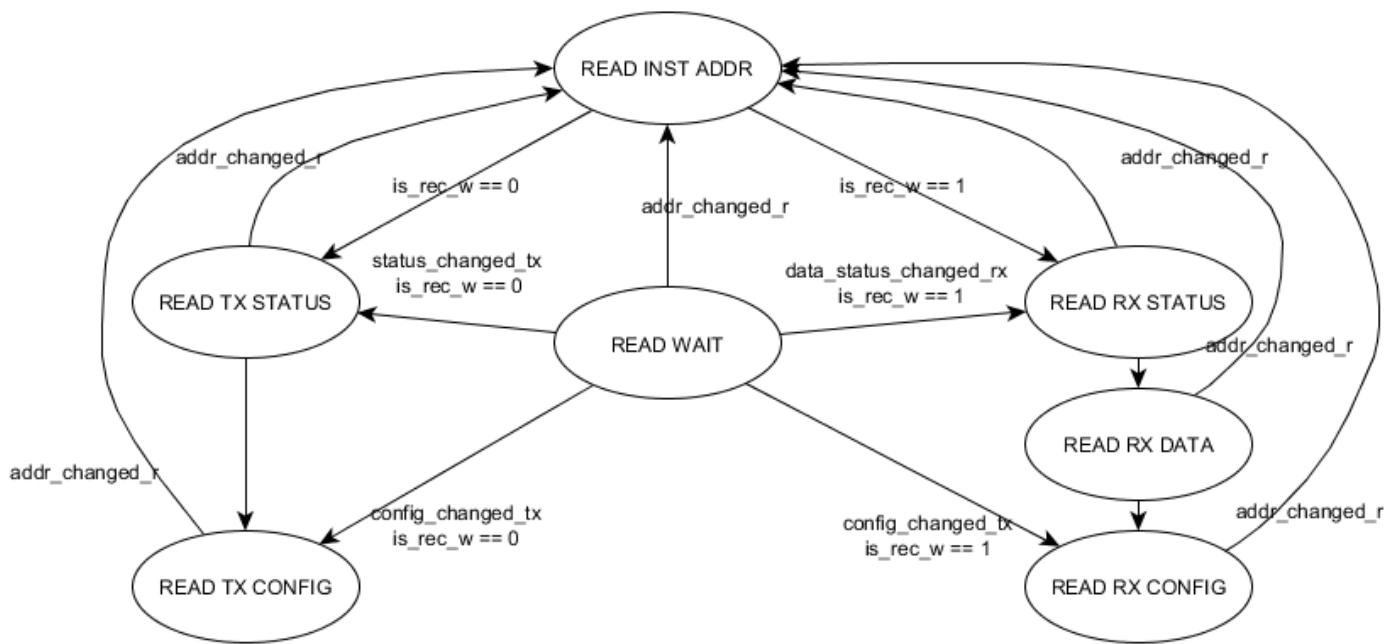 READ INST ADDR
addr_changed_r
addr_changed_r
is_rec_w == 0
is_rec_w == 1
addr_changed_r
status_changed_tx
is_rec_w == 0
data_status_changed_rx
is_rec_w == 1
READ TX STATUS
READ RX STATUS
READ WAIT
addr_changed_r
READ RX DATA
addr_changed_r
config_changed_tx
is_rec_w == 0
config_changed_tx
is_rec_w == 1
addr_changed_r
READ TX CONFIG
READ RX CONFIG